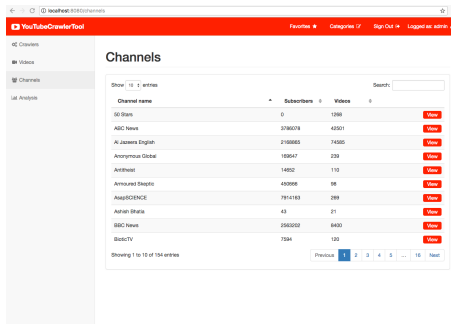 localhost:8080/channels
YouTubeCrawlerTool Favorites Categories Sign Out Logged as: admin
Crawlers
Videos
Channels
Analysis
Channels
Show 10 entries Search:
Channel name Subscribers Videos
50 Stars 0 1268 View
ABC News 3786078 42501 View
Al Jazeera English 2168865 74565 View
Anonymous Global 169647 239 View
Antitheist 14652 110 View
Armoured Skeptic 450666 98 View
AsapSCIENCE 7914163 269 View
Ashish Bhatia 43 21 View
BBC News 2563202 8400 View
BioticTV 7594 120 View
Showing 1 to 10 of 154 entries Previous 1 2 3 4 5 ... 16 Next